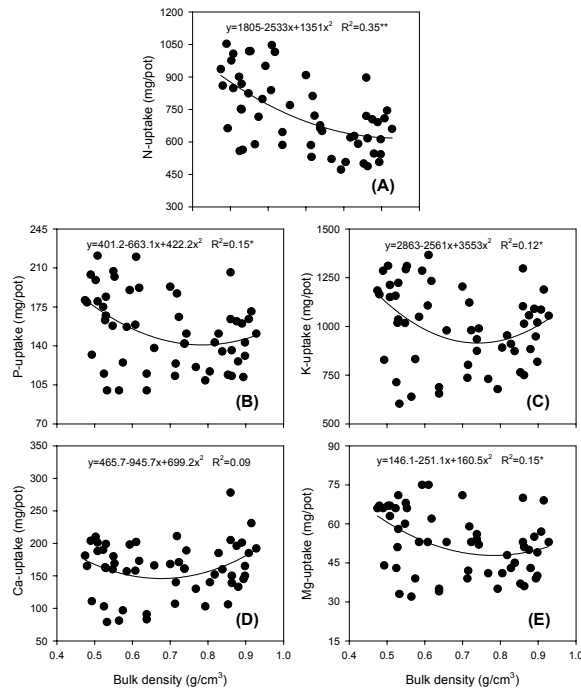 y=1805-2533x+1351x² R²=0.35**
1050
900
750
600
450
300
N-uptake (mg/pot)
(A)
y=401.2-663.1x+422.2x² R²=0.15*
245
210
175
140
105
70
P-uptake (mg/pot)
(B)
y=2863-2561x+3553x² R²=0.12*
1500
1250
1000
750
500
K-uptake (mg/pot)
(C)
y=465.7-945.7x+699.2x² R²=0.09
350
300
250
200
150
100
50
Ca-uptake (mg/pot)
(D)
0.4 0.5 0.6 0.7 0.8 0.9 1.0
Bulk density (g/cm³)
y=146.1-251.1x+160.5x² R²=0.15*
90
75
60
45
30
15
Mg-uptake (mg/pot)
(E)
0.4 0.5 0.6 0.7 0.8 0.9 1.0
Bulk density (g/cm³)